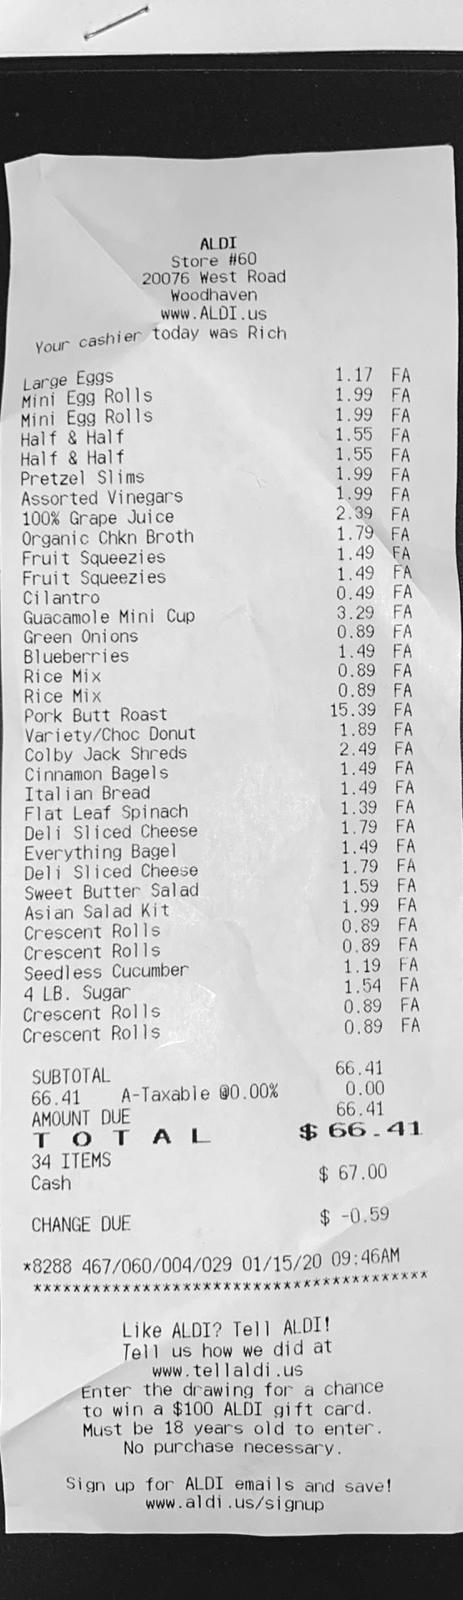 ALDI
Store #60
20076 West Road
Woodhaven
www.ALDI.us
Your cashier today was Rich
Large Eggs 1.17 FA
Mini Egg Rolls 1.99 FA
Mini Egg Rolls 1.99 FA
Half & Half 1.55 FA
Half & Half 1.55 FA
Pretzel Slims 1.99 FA
Assorted Vinegars 1.99 FA
100% Grape Juice 2.39 FA
Organic Chkn Broth 1.79 FA
Fruit Squeezies 1.49 FA
Fruit Squeezies 1.49 FA
Cilantro 0.49 FA
Guacamole Mini Cup 3.29 FA
Green Onions 0.89 FA
Blueberries 1.49 FA
Rice Mix 0.89 FA
Rice Mix 0.89 FA
Pork Butt Roast 15.39 FA
Variety/Choc Donut 1.89 FA
Colby Jack Shreds 2.49 FA
Cinnamon Bagels 1.49 FA
Italian Bread 1.49 FA
Flat Leaf Spinach 1.39 FA
Deli Sliced Cheese 1.79 FA
Everything Bagel 1.49 FA
Deli Sliced Cheese 1.79 FA
Sweet Butter Salad 1.59 FA
Asian Salad Kit 1.99 FA
Crescent Rolls 0.89 FA
Crescent Rolls 0.89 FA
Seedless Cucumber 1.19 FA
4 LB. Sugar 1.54 FA
Crescent Rolls 0.89 FA
Crescent Rolls 0.89 FA
SUBTOTAL 66.41
66.41 A-Taxable @0.00% 0.00
AMOUNT DUE 66.41
T O T A L $ 66.41
34 ITEMS
Cash $ 67.00
CHANGE DUE $ -0.59
*8288 467/060/004/029 01/15/20 09:46AM
****************************************
Like ALDI? Tell ALDI!
Tell us how we did at
www.tellaldi.us
Enter the drawing for a chance
to win a $100 ALDI gift card.
Must be 18 years old to enter.
No purchase necessary.
Sign up for ALDI emails and save!
www.aldi.us/signup